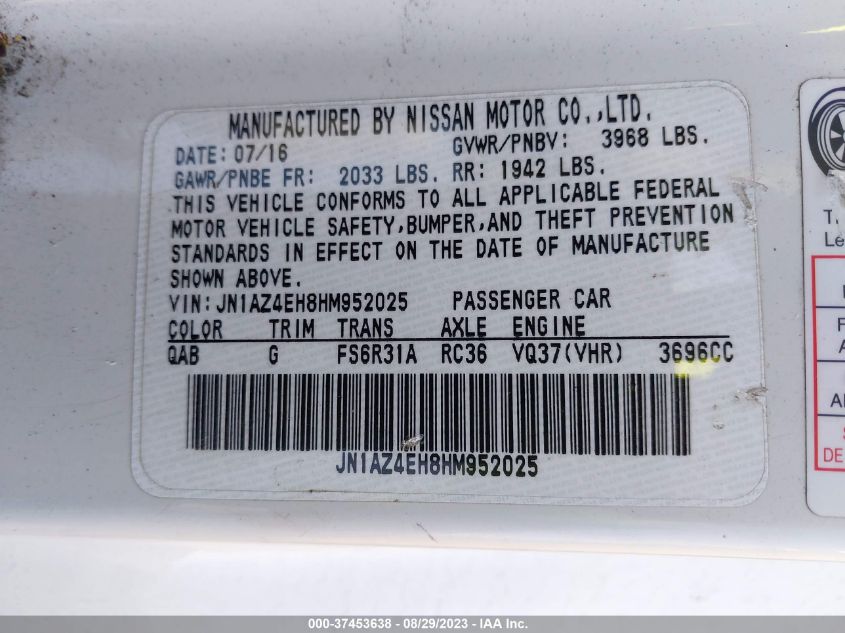 MANUFACTURED BY NISSAN MOTOR CO.,LTD.
DATE: 07/16 GVWR/PNBV: 3968 LBS.
GAWR/PNBE FR: 2033 LBS. RR: 1942 LBS.
THIS VEHICLE CONFORMS TO ALL APPLICABLE FEDERAL
MOTOR VEHICLE SAFETY,BUMPER,AND THEFT PREVENTION
STANDARDS IN EFFECT ON THE DATE OF MANUFACTURE
SHOWN ABOVE.
VIN:JN1AZ4EH8HM952025 PASSENGER CAR
COLOR TRIM TRANS AXLE ENGINE
QAB G FS6R31A RC36 VQ37(VHR) 3696CC
JN1AZ4EH8HM952025
000-37453638 - 08/29/2023 - IAAI.COM